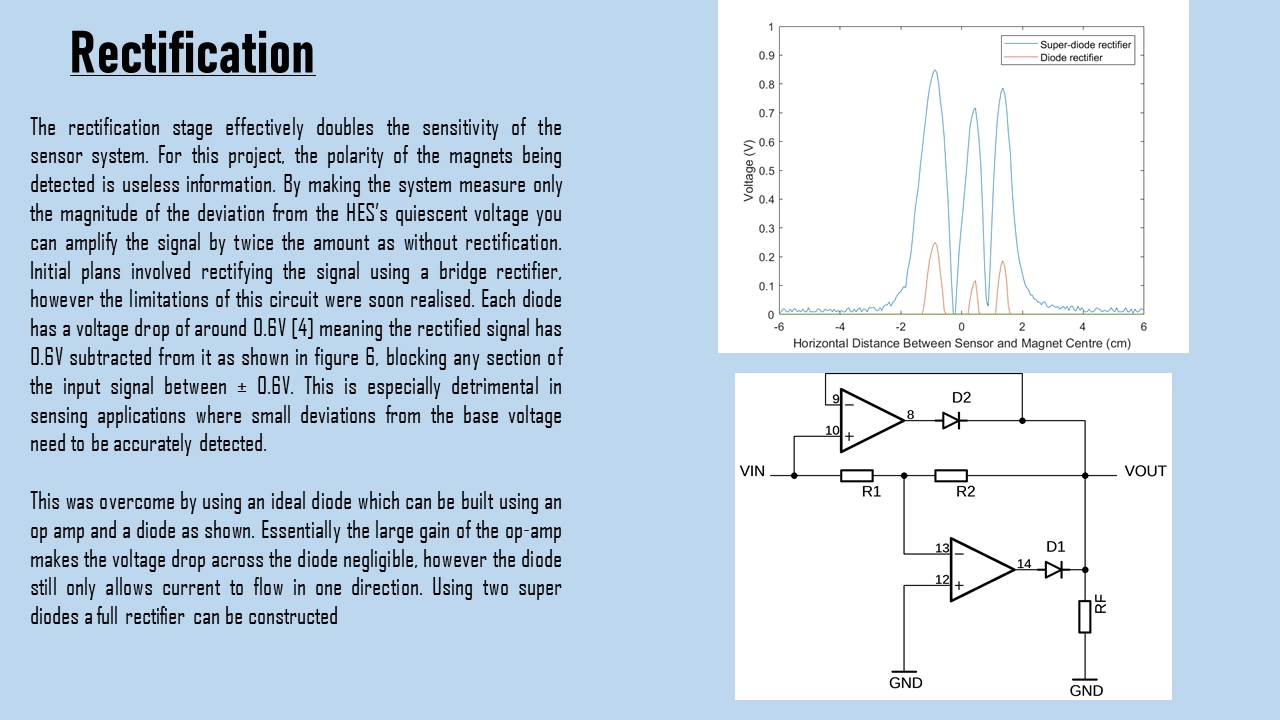 Rectification
The rectification stage effectively doubles the sensitivity of the
sensor system. For this project, the polarity of the magnets being
detected is useless information. By making the system measure only
the magnitude of the deviation from the HES's quiescent voltage you
can amplify the signal by twice the amount as without rectification.
Initial plans involved rectifying the signal using a bridge rectifier,
however the limitations of this circuit were soon realised. Each diode
has a voltage drop of around 0.6V [4] meaning the rectified signal has
0.6V subtracted from it as shown in figure 6, blocking any section of
the input signal between ± 0.6V. This is especially detrimental in
sensing applications where small deviations from the base voltage
need to be accurately detected.
This was overcome by using an ideal diode which can be built using an
op amp and a diode as shown. Essentially the large gain of the op-amp
makes the voltage drop across the diode negligible, however the diode
still only allows current to flow in one direction. Using two super
diodes a full rectifier can be constructed
1
0.9
0.8
0.7
0.6
0.5
0.4
0.3
0.2
0.1
0
Voltage (V)
Super-diode rectifier
Diode rectifier
-6 -4 -2 0 2 4 6
Horizontal Distance Between Sensor and Magnet Centre (cm)
9
10
8
D2
VIN
R1
R2
VOUT
13
12
14
D1
RF
GND
GND